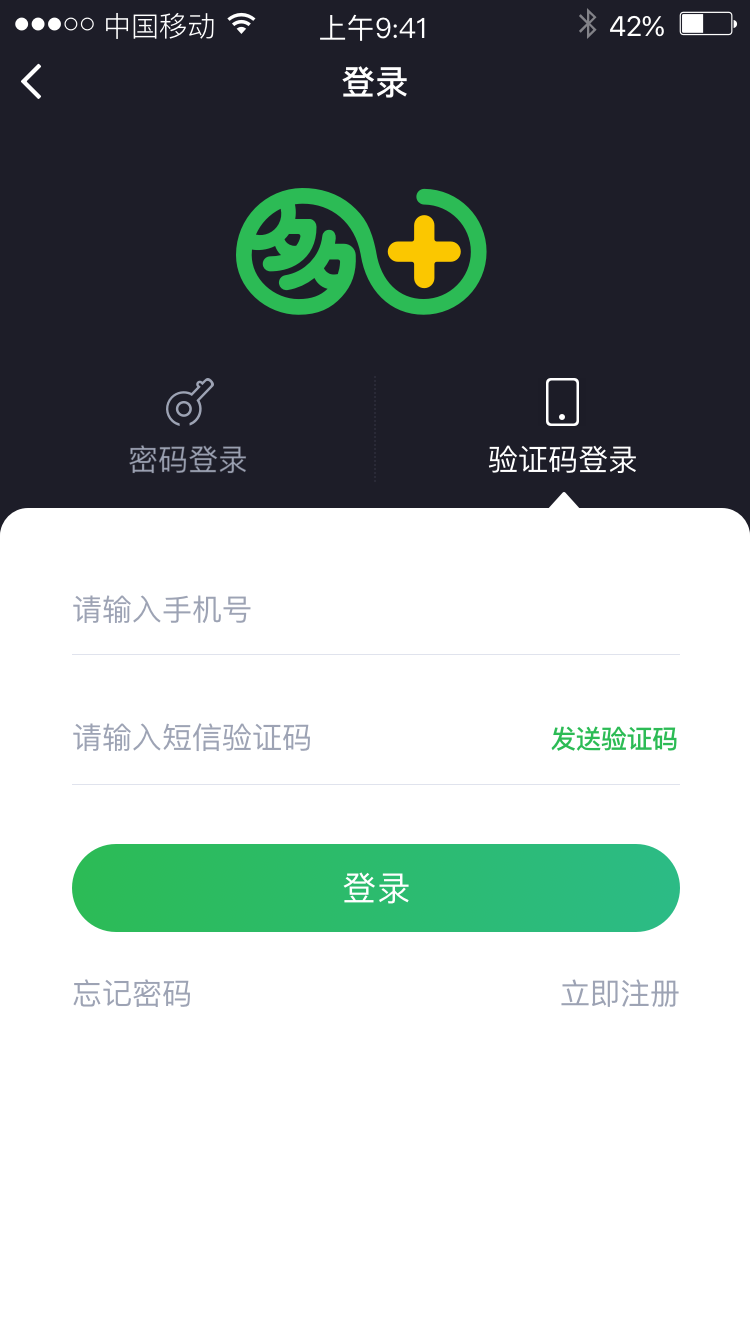 中国移动 上午9:41 42%
登录
多
密码登录 验证码登录
请输入手机号
请输入短信验证码 发送验证码
登录
忘记密码 立即注册